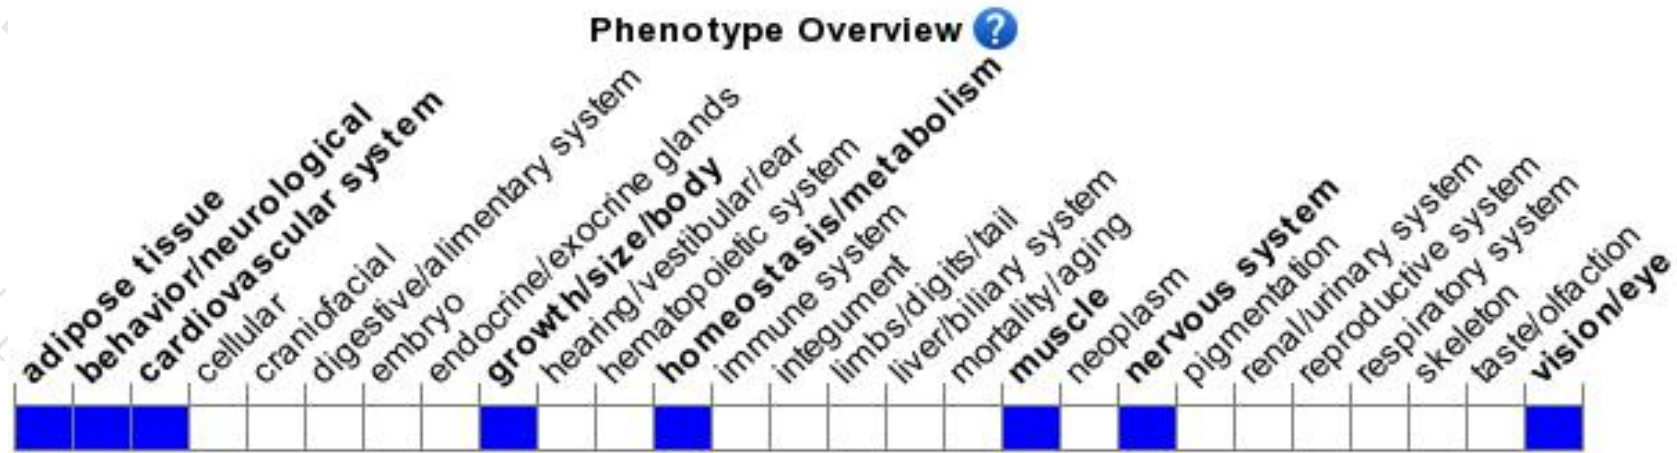 Phenotype Overview ?
adipose tissue
behavior/neurological
cardiovascular system
cellular
craniofacial
digestive/alimentary system
embryo
endocrine/exocrine glands
growth/size/body
hearing/vestibular/ear
hematopoietic system
homeostasis/metabolism
immune system
integument
limbs/digits/tail
liver/biliary system
mortality/aging
muscle
neoplasm
nervous system
pigmentation
renal/urinary system
reproductive system
respiratory system
skeleton
taste/olfaction
vision/eye